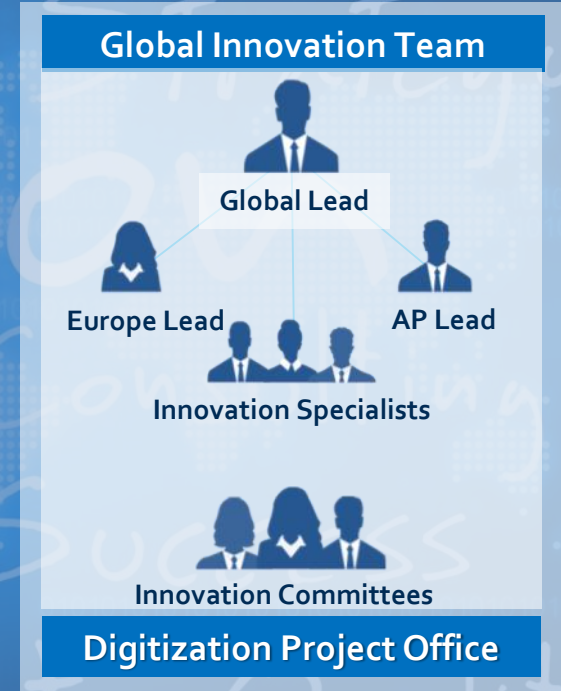 Global Innovation Team
Global Lead
Europe Lead
AP Lead
Innovation Specialists
Innovation Committees
Digitization Project Office